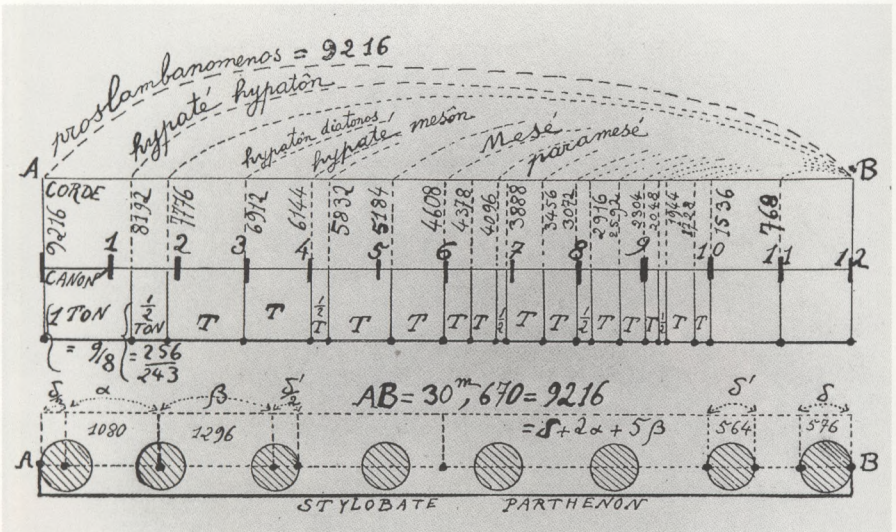 proslambanomenos = 9216
hypaté hypatôn
hypatôn diatonos
hypaté mesôn
Mesé
paramesé
A B
CORDE
9216 8192 7776 6912 6144 5832 5184 4608 4378 4096 3888 3456 3072 2916 2592 2304 2048 1944 1728 1536 768
1 2 3 4 5 6 7 8 9 10 11 12
CANON
1 TON = 9/8
1/2 TON = 256/243
T T 1/2 T T T T T 1/2 T T 1/2 T T T 1/2 T T
δ/2 α β δ'/2 AB = 30m,670 = 9216 δ' δ
1080 1296 = δ + 2α + 5β 564 576
A B
STYLOBATE PARTHENON